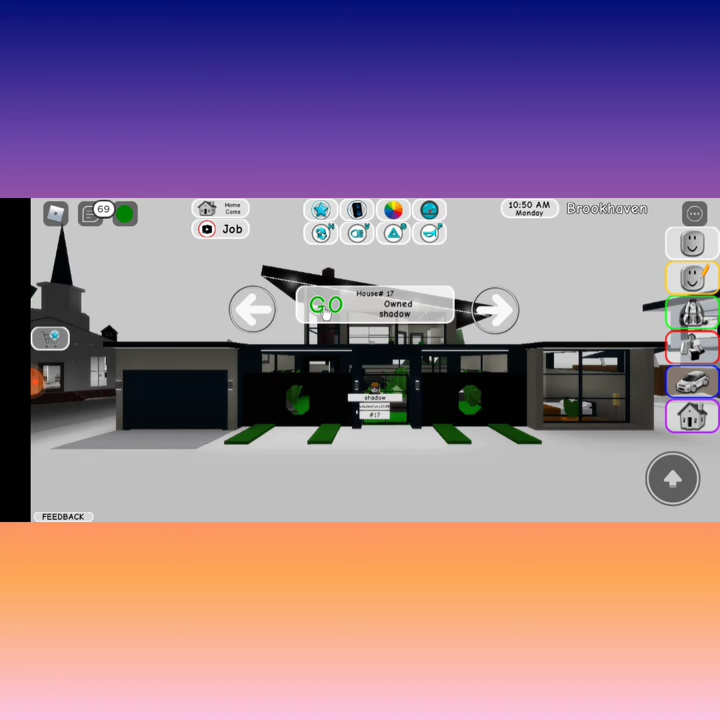 69
Home
Come
Job
10:50 AM
Monday
Brookhaven
House# 17
GO
Owned
shadow
shadow
#17
FEEDBACK